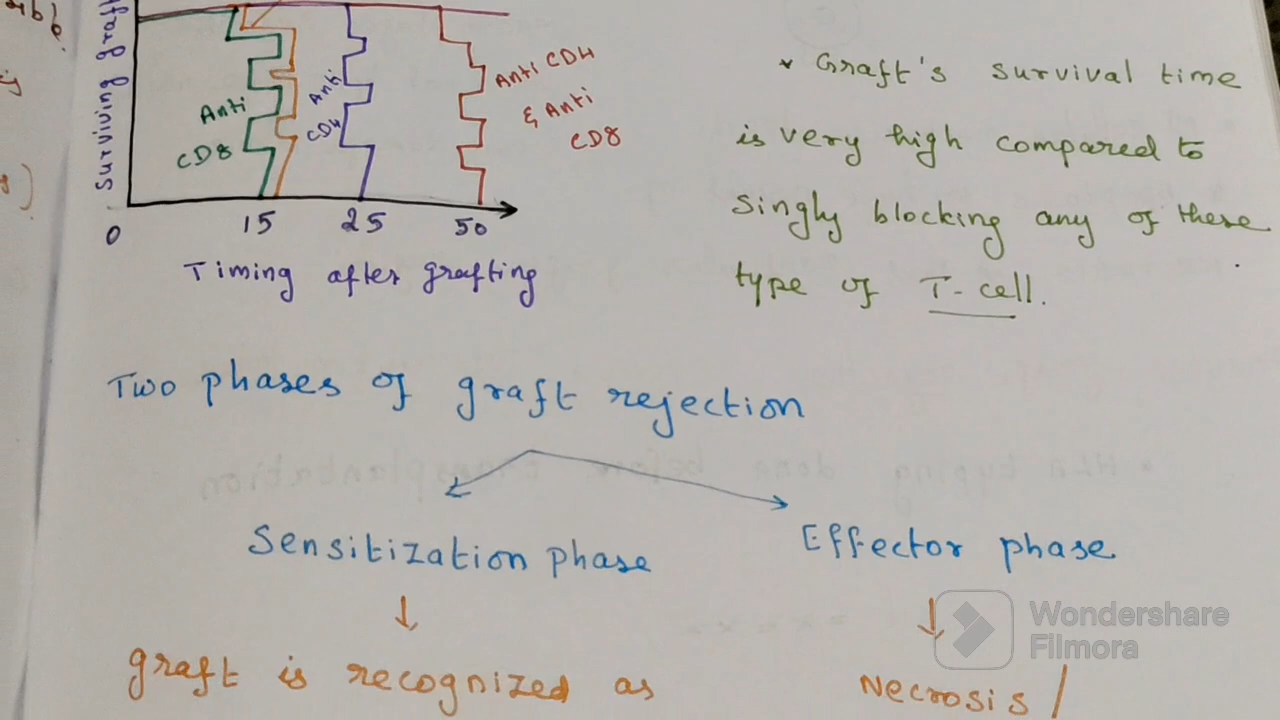 Surviving graf
Anti
CD8
Anti
CD4
Anti CD4
& Anti
CD8
0
15
25
50
Timing after grafting
* Graft's survival time
is very high compared to
singly blocking any of these
type of T-cell.
Two phases of graft rejection
Sensitization phase
Effector phase
graft is recognized as
Necrosis /
Wondershare
Filmora